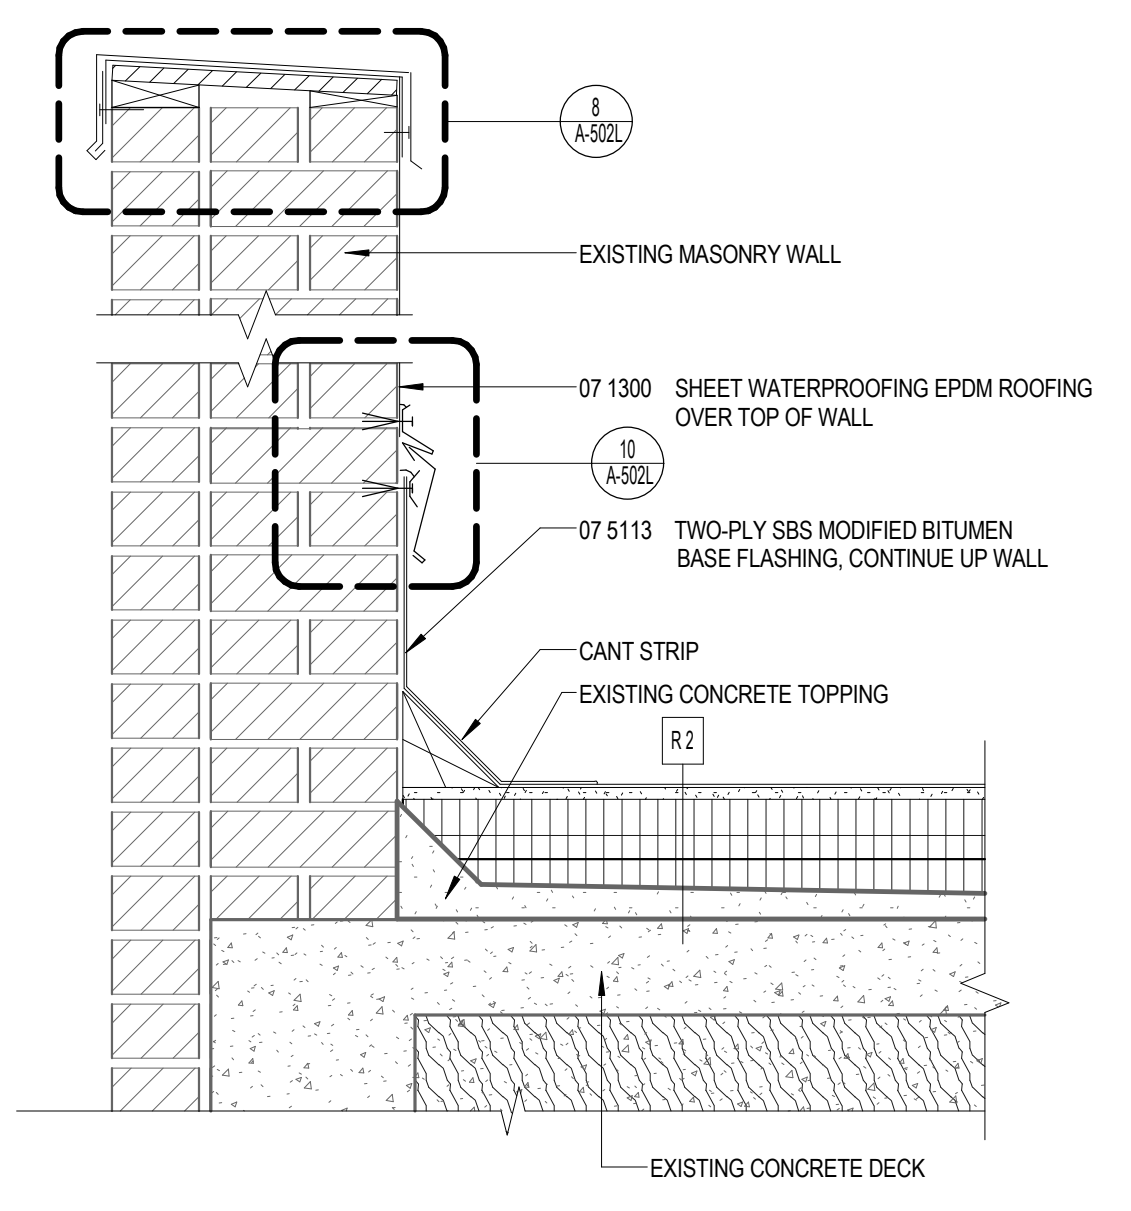 8
A-502L
EXISTING MASONRY WALL
07 1300 SHEET WATERPROOFING EPDM ROOFING
OVER TOP OF WALL
10
A-502L
07 5113 TWO-PLY SBS MODIFIED BITUMEN
BASE FLASHING, CONTINUE UP WALL
CANT STRIP
EXISTING CONCRETE TOPPING
R 2
EXISTING CONCRETE DECK